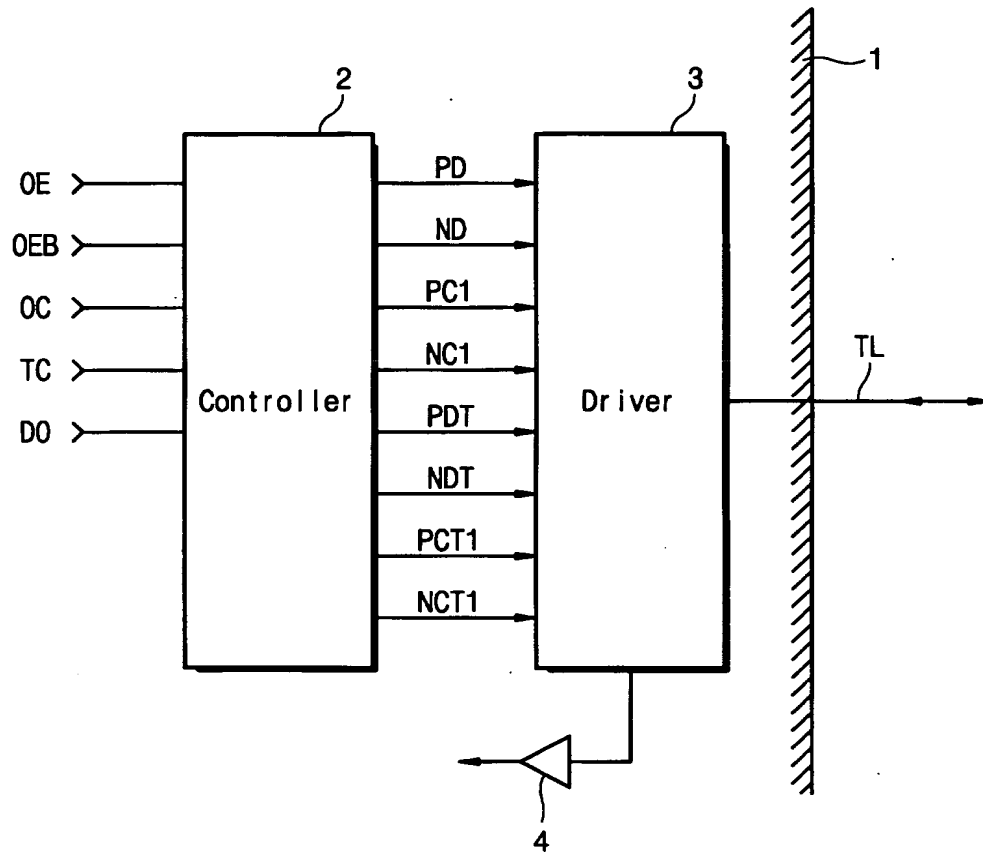 1
2
3
OE
OEB
OC
TC
DO
Controller
PD
ND
PC1
NC1
PDT
NDT
PCT1
NCT1
Driver
TL
4